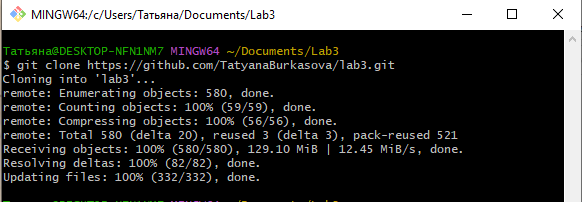 MINGW64:/c/Users/Татьяна/Documents/Lab3
Татьяна@DESKTOP-NFN1NM7 MINGW64 ~/Documents/Lab3
$ git clone https://github.com/TatyanaBurkasova/lab3.git
Cloning into 'lab3'...
remote: Enumerating objects: 580, done.
remote: Counting objects: 100% (59/59), done.
remote: Compressing objects: 100% (56/56), done.
remote: Total 580 (delta 20), reused 3 (delta 3), pack-reused 521
Receiving objects: 100% (580/580), 129.10 MiB | 12.45 MiB/s, done.
Resolving deltas: 100% (82/82), done.
Updating files: 100% (332/332), done.